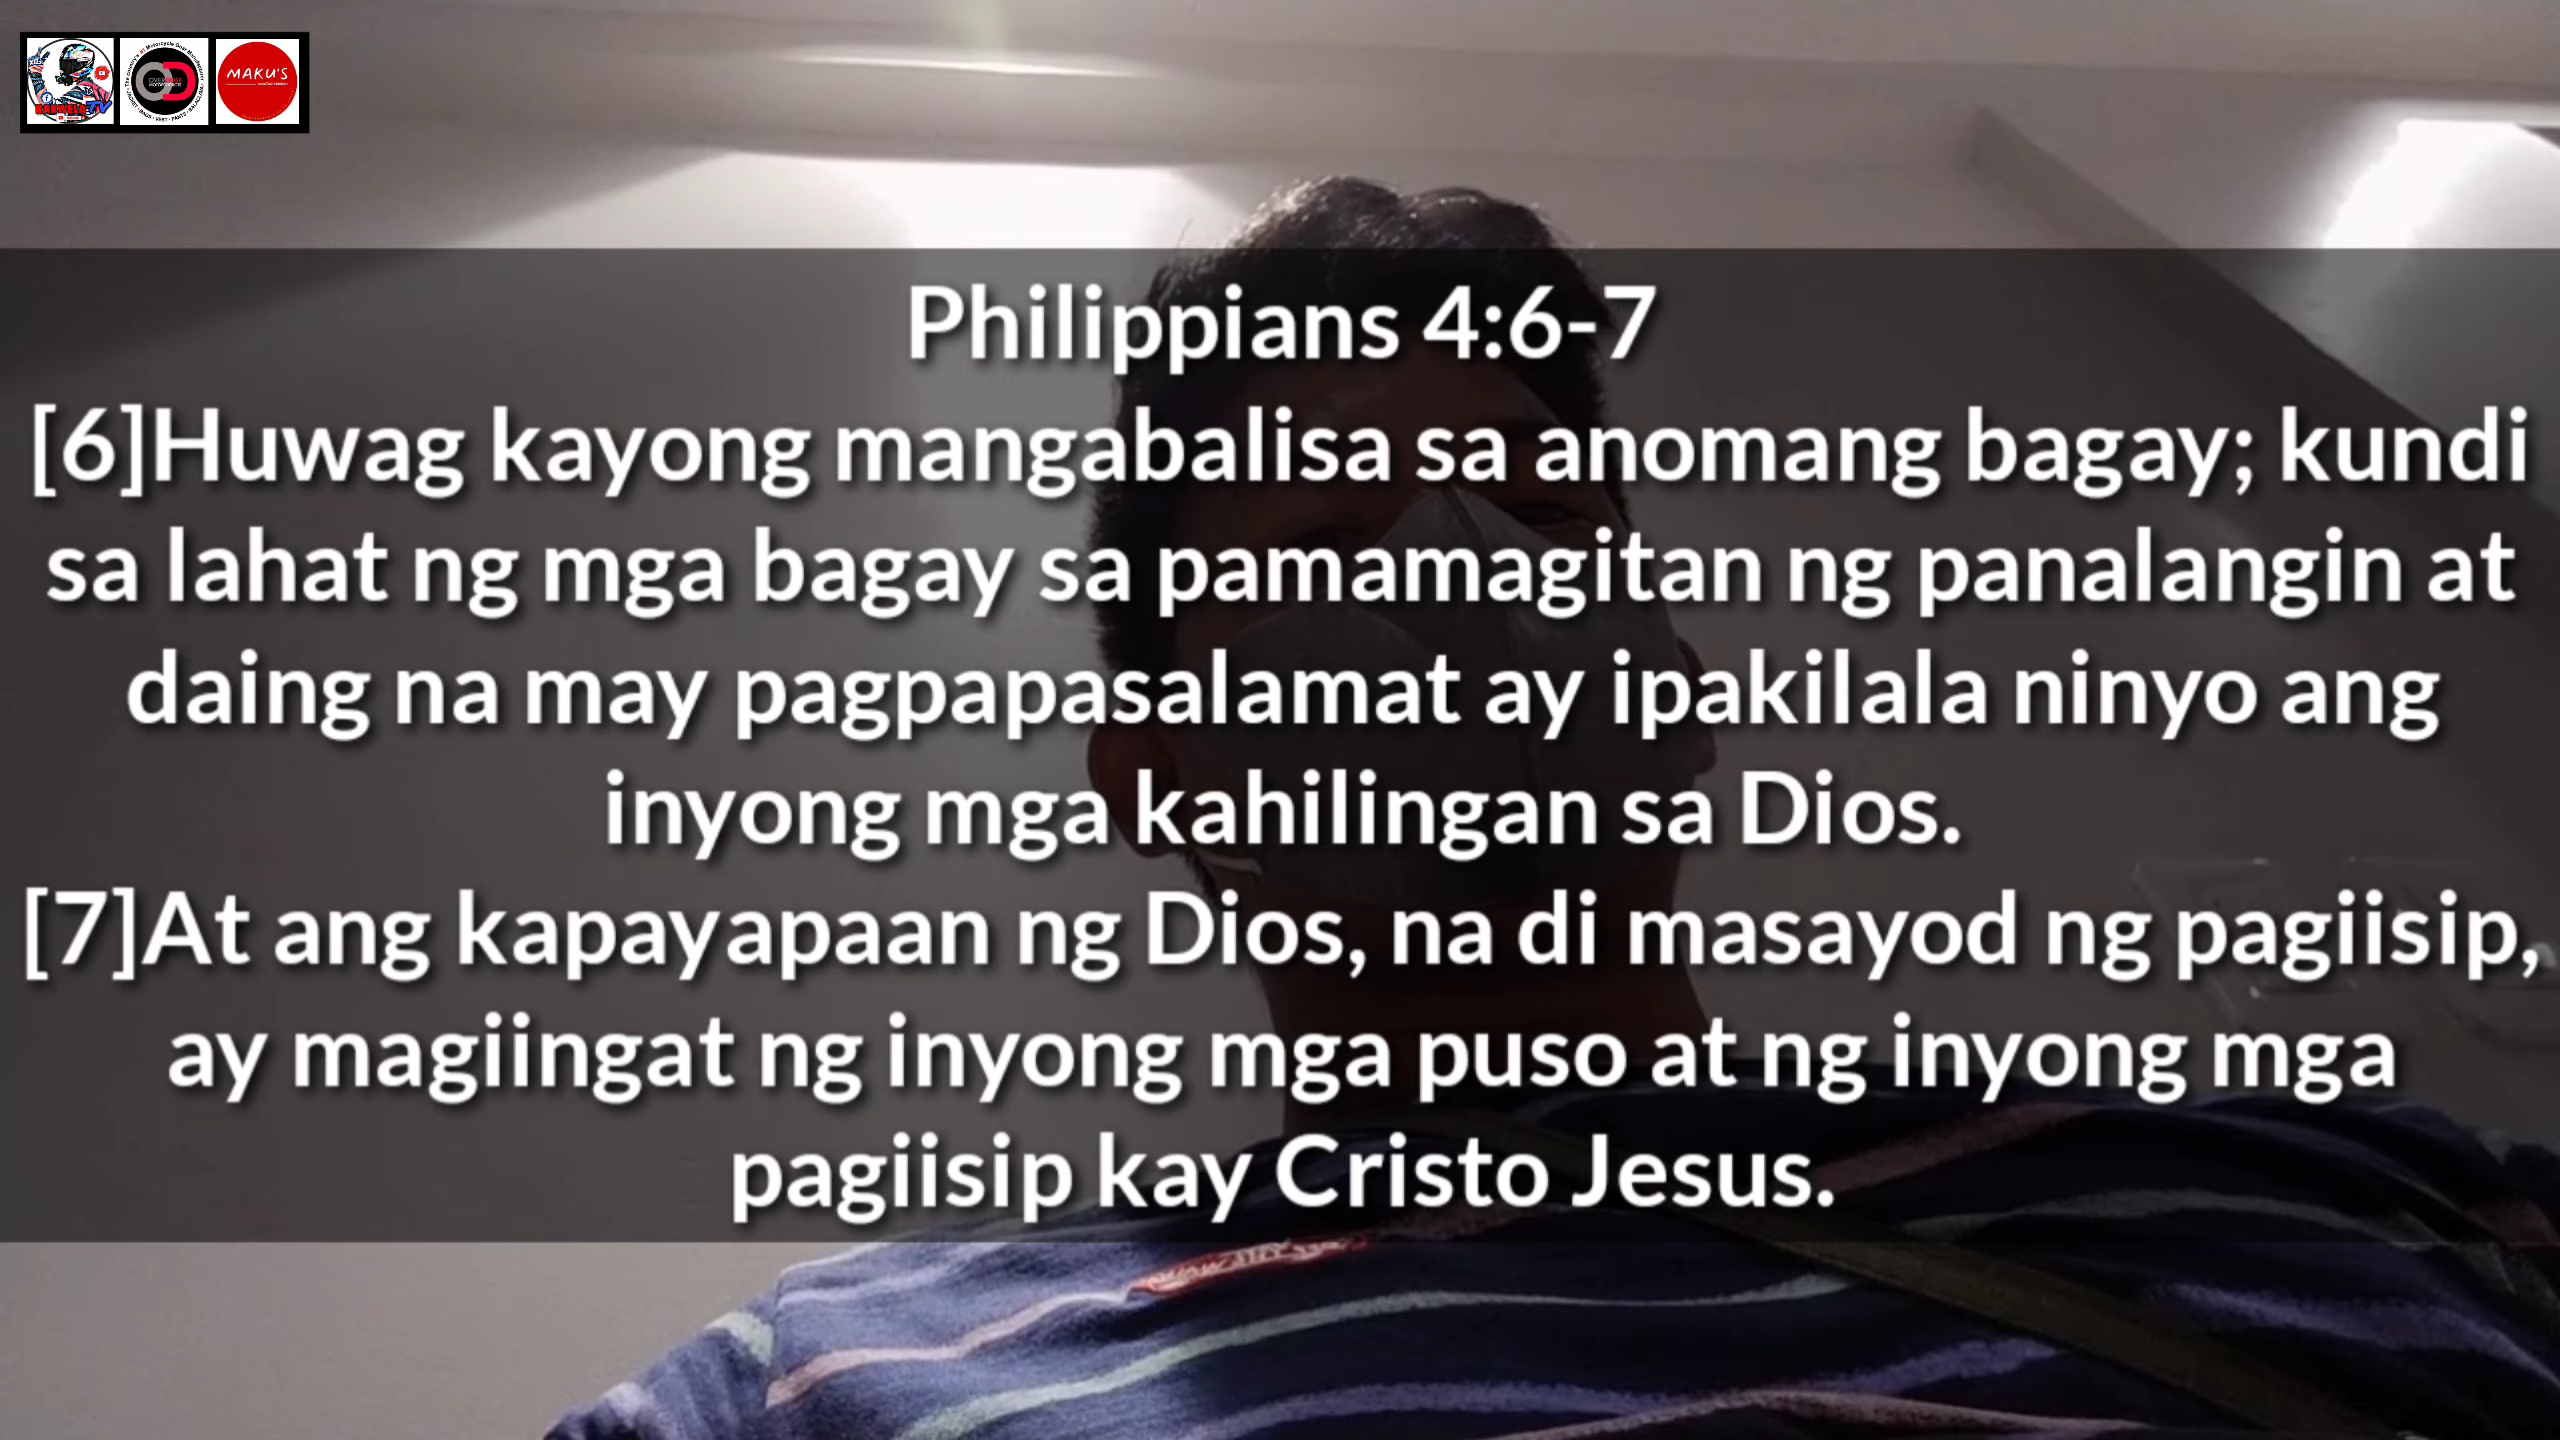 MAKU'S
Philippians 4:6-7
[6]Huwag kayong mangabalisa sa anomang bagay; kundi
sa lahat ng mga bagay sa pamamagitan ng panalangin at
daing na may pagpapasalamat ay ipakilala ninyo ang
inyong mga kahilingan sa Dios.
[7]At ang kapayapaan ng Dios, na di masayod ng pagiisip,
ay magiingat ng inyong mga puso at ng inyong mga
pagiisip kay Cristo Jesus.